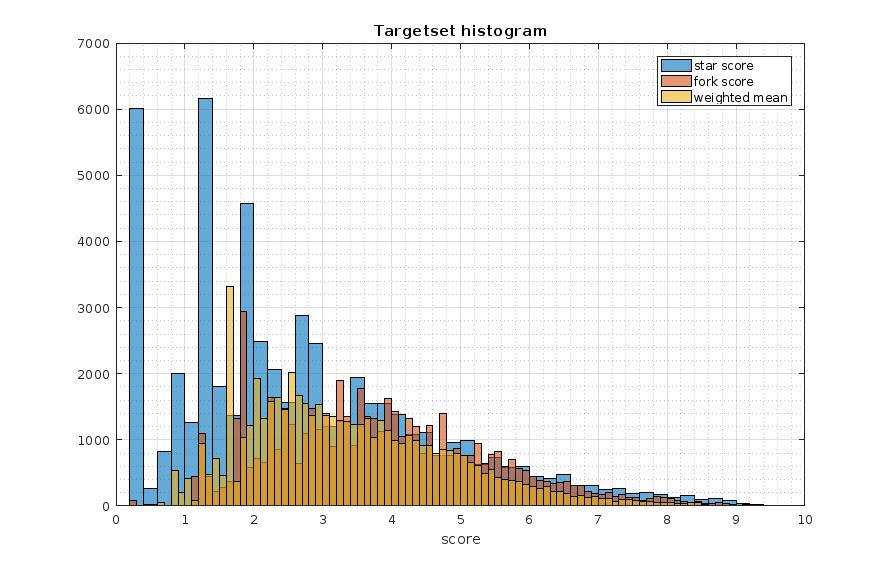 Targetset histogram
7000
6000
5000
4000
3000
2000
1000
0
star score
fork score
weighted mean
0 1 2 3 4 5 6 7 8 9 10
score